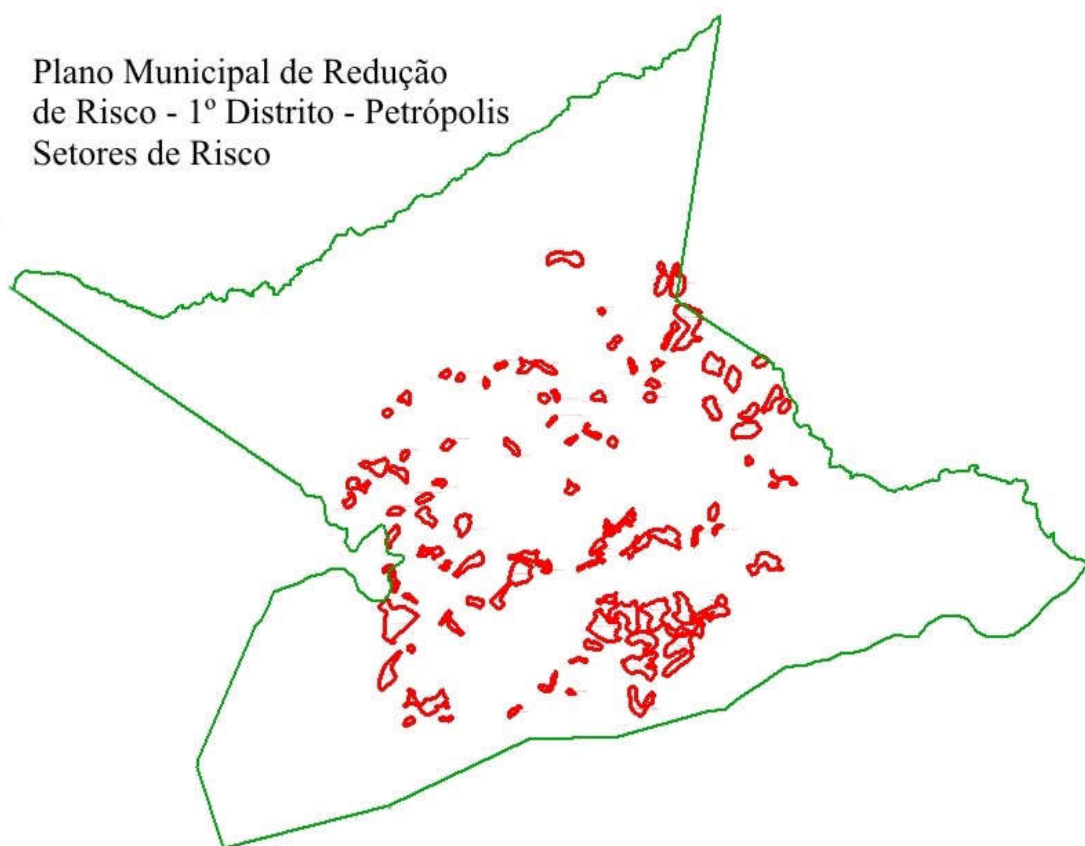 Plano Municipal de Redução
de Risco - 1º Distrito - Petrópolis
Setores de Risco